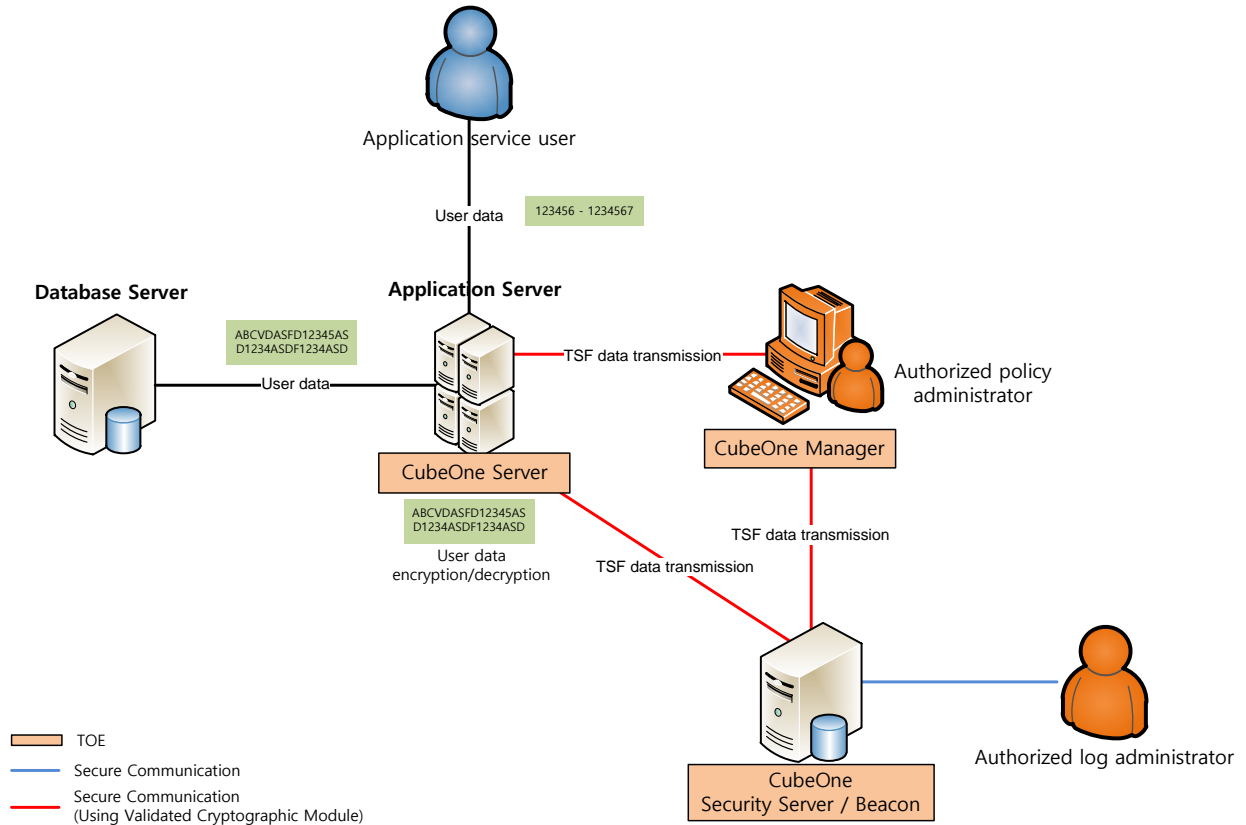 Application service user
User data
123456 - 1234567
Database Server
Application Server
ABCVDASFD12345AS
D1234ASDF1234ASD
User data
TSF data transmission
Authorized policy
administrator
CubeOne Server
CubeOne Manager
ABCVDASFD12345AS
D1234ASDF1234ASD
User data
encryption/decryption
TSF data transmission
TSF data transmission
Authorized log administrator
CubeOne
Security Server / Beacon
TOE
Secure Communication
Secure Communication
(Using Validated Cryptographic Module)